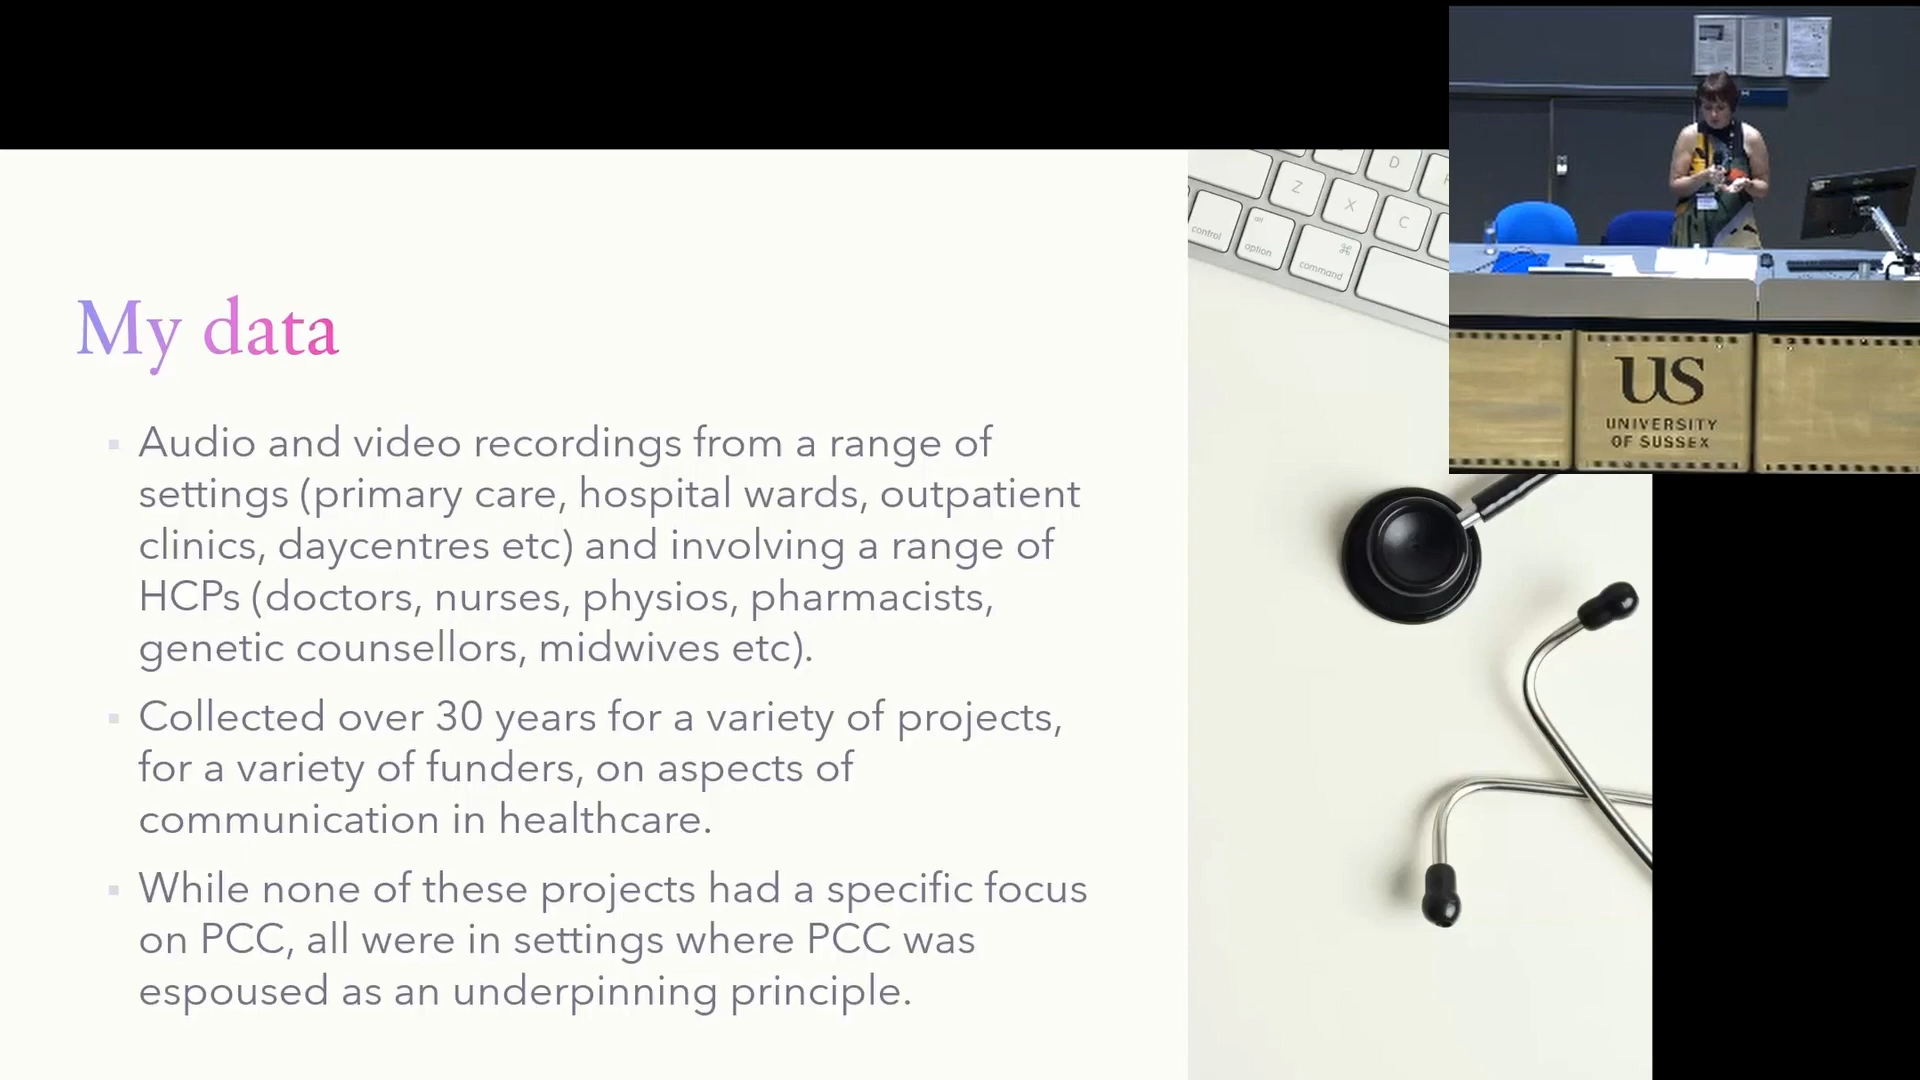 My data
Audio and video recordings from a range of
settings (primary care, hospital wards, outpatient
clinics, daycentres etc) and involving a range of
HCPs (doctors, nurses, physios, pharmacists,
genetic counsellors, midwives etc).
Collected over 30 years for a variety of projects,
for a variety of funders, on aspects of
communication in healthcare.
While none of these projects had a specific focus
on PCC, all were in settings where PCC was
espoused as an underpinning principle.
D
Z
X
C
control
alt
option
⌘
command
US
UNIVERSITY
OF SUSSEX